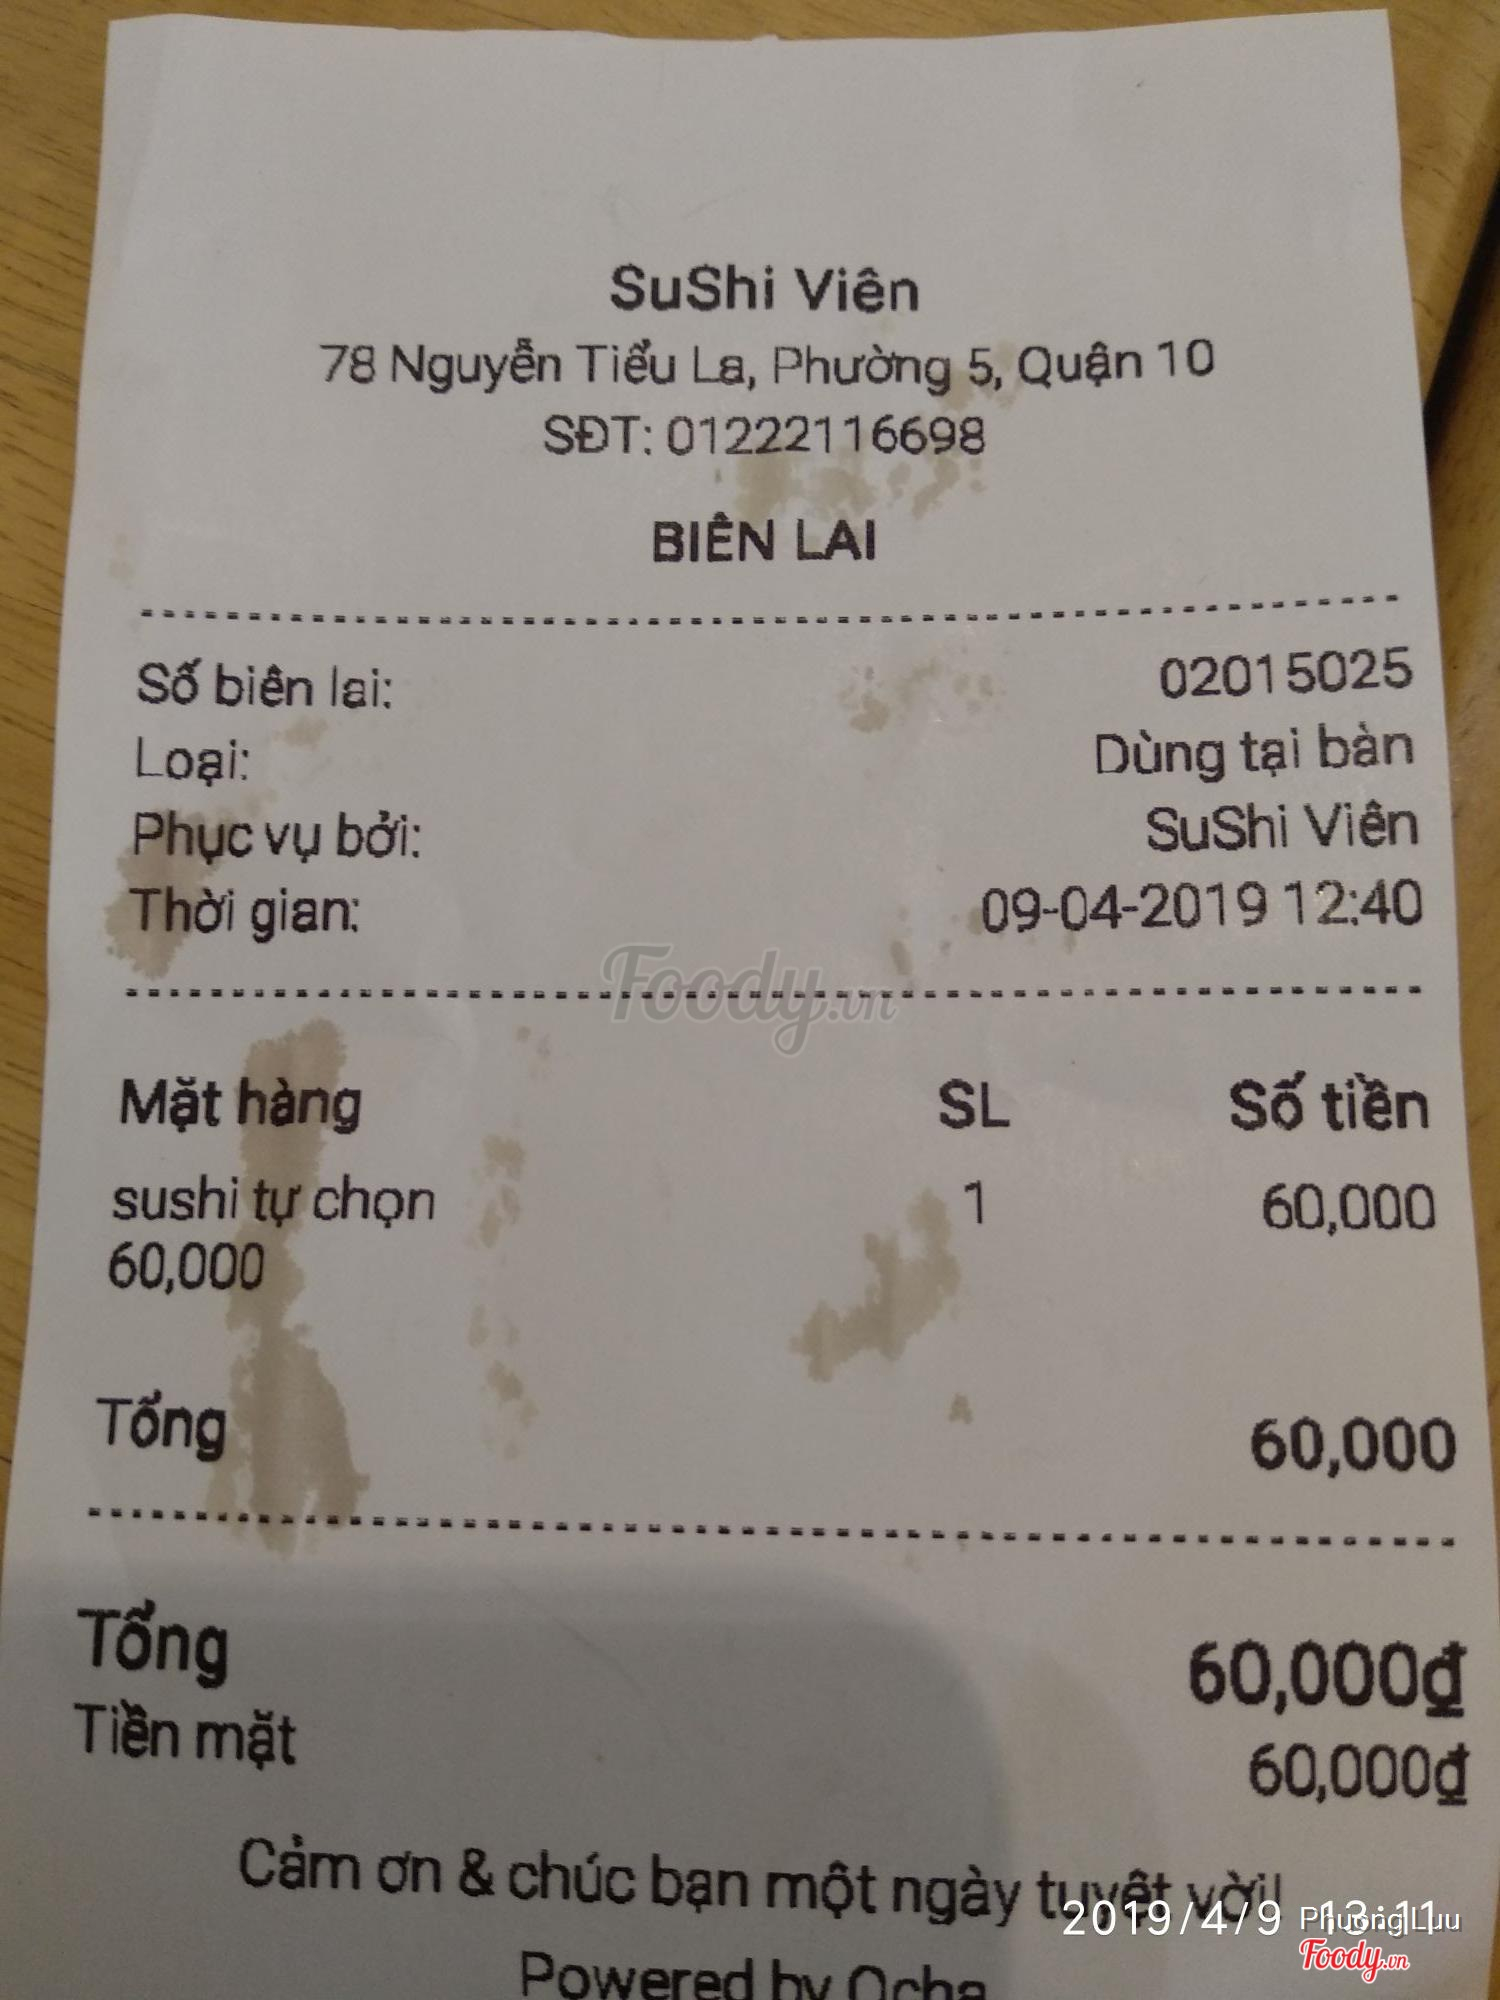 SuShi Viên
78 Nguyễn Tiểu La, Phường 5, Quận 10
SĐT: 01222116698
BIÊN LAI
Số biên lai: 02015025
Loại: Dùng tại bàn
Phục vụ bởi: SuShi Viên
Thời gian: 09-04-2019 12:40
Foody.vn
Mặt hàng SL Số tiền
sushi tự chọn 1 60,000
60,000
Tổng 60,000
Tổng 60,000₫
Tiền mặt 60,000₫
Cảm ơn & chúc bạn một ngày tuyệt vời!
2019/4/9 13:11
Phuong Luu
Foody.vn
Powered by Ocha